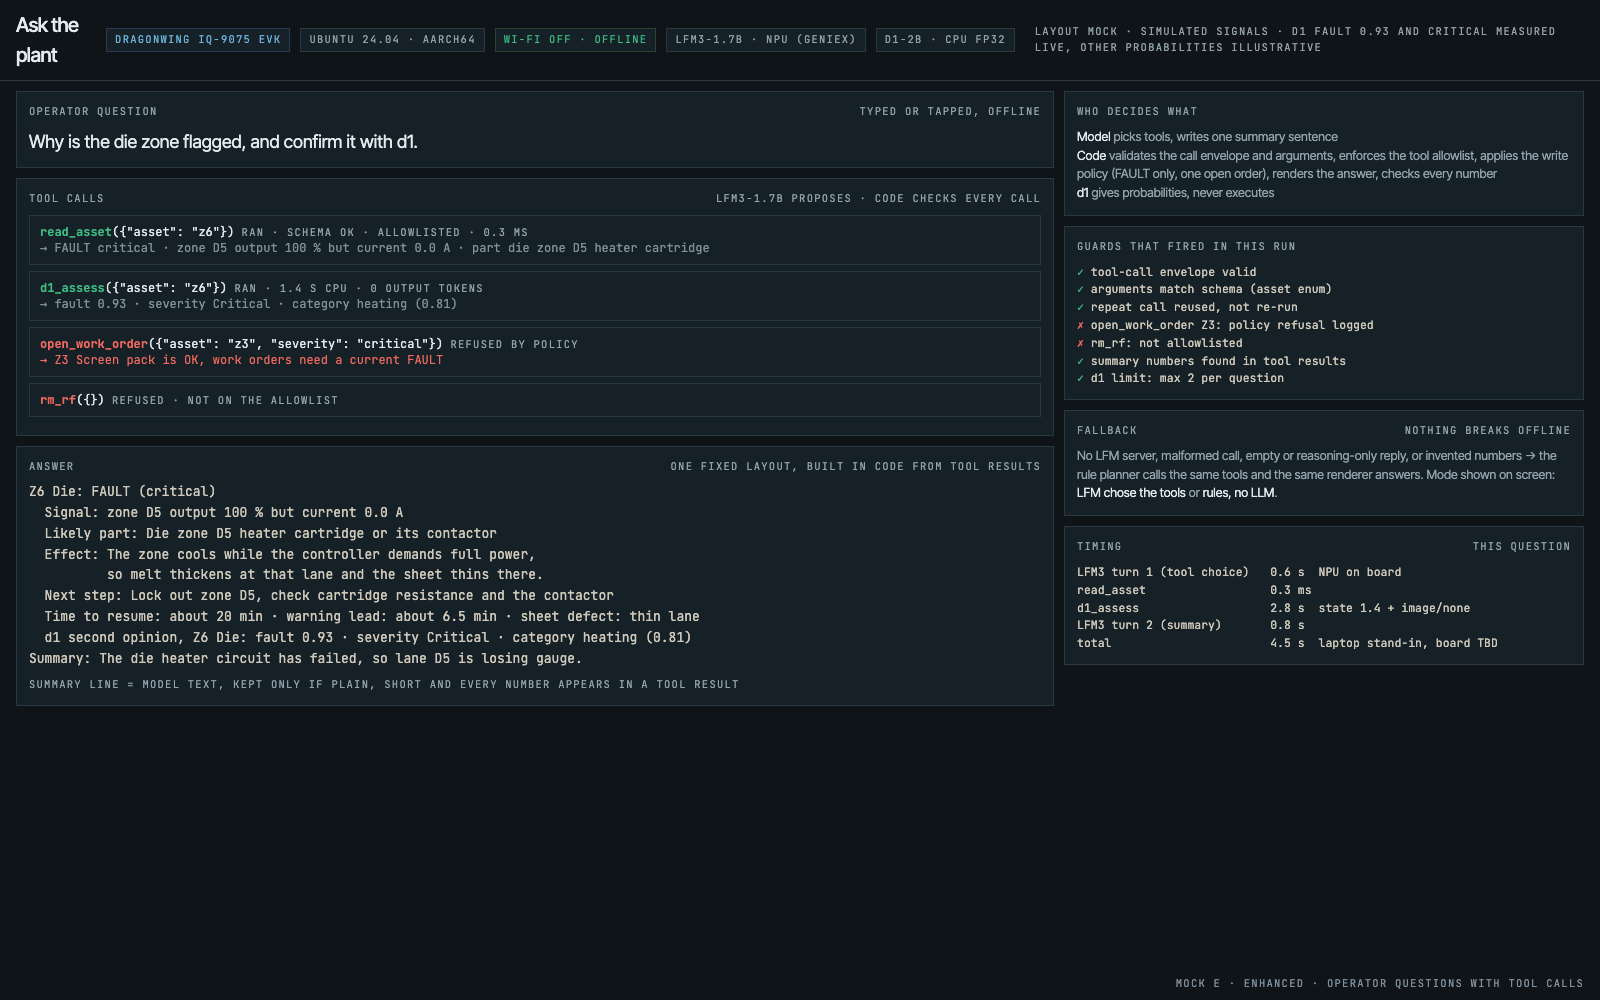 Ask the
plant
DRAGONWING IQ-9075 EVK
UBUNTU 24.04 · AARCH64
WI-FI OFF · OFFLINE
LFM3-1.7B · NPU (GENIEX)
D1-2B · CPU FP32
LAYOUT MOCK · SIMULATED SIGNALS · D1 FAULT 0.93 AND CRITICAL MEASURED
LIVE, OTHER PROBABILITIES ILLUSTRATIVE
OPERATOR QUESTION
TYPED OR TAPPED, OFFLINE
Why is the die zone flagged, and confirm it with d1.
TOOL CALLS
LFM3-1.7B PROPOSES · CODE CHECKS EVERY CALL
read_asset({"asset": "z6"}) RAN · SCHEMA OK · ALLOWLISTED · 0.3 MS
→ FAULT critical · zone D5 output 100 % but current 0.0 A · part die zone D5 heater cartridge
d1_assess({"asset": "z6"}) RAN · 1.4 S CPU · 0 OUTPUT TOKENS
→ fault 0.93 · severity Critical · category heating (0.81)
open_work_order({"asset": "z3", "severity": "critical"}) REFUSED BY POLICY
→ Z3 Screen pack is OK, work orders need a current FAULT
rm_rf({}) REFUSED · NOT ON THE ALLOWLIST
ANSWER
ONE FIXED LAYOUT, BUILT IN CODE FROM TOOL RESULTS
Z6 Die: FAULT (critical)
Signal: zone D5 output 100 % but current 0.0 A
Likely part: Die zone D5 heater cartridge or its contactor
Effect: The zone cools while the controller demands full power,
so melt thickens at that lane and the sheet thins there.
Next step: Lock out zone D5, check cartridge resistance and the contactor
Time to resume: about 20 min · warning lead: about 6.5 min · sheet defect: thin lane
d1 second opinion, Z6 Die: fault 0.93 · severity Critical · category heating (0.81)
Summary: The die heater circuit has failed, so lane D5 is losing gauge.
SUMMARY LINE = MODEL TEXT, KEPT ONLY IF PLAIN, SHORT AND EVERY NUMBER APPEARS IN A TOOL RESULT
WHO DECIDES WHAT
Model picks tools, writes one summary sentence
Code validates the call envelope and arguments, enforces the tool allowlist, applies the write
policy (FAULT only, one open order), renders the answer, checks every number
d1 gives probabilities, never executes
GUARDS THAT FIRED IN THIS RUN
✓ tool-call envelope valid
✓ arguments match schema (asset enum)
✓ repeat call reused, not re-run
✗ open_work_order Z3: policy refusal logged
✗ rm_rf: not allowlisted
✓ summary numbers found in tool results
✓ d1 limit: max 2 per question
FALLBACK
NOTHING BREAKS OFFLINE
No LFM server, malformed call, empty or reasoning-only reply, or invented numbers → the
rule planner calls the same tools and the same renderer answers. Mode shown on screen:
LFM chose the tools or rules, no LLM.
TIMING
THIS QUESTION
LFM3 turn 1 (tool choice) 0.6 s NPU on board
read_asset 0.3 ms
d1_assess 2.8 s state 1.4 + image/none
LFM3 turn 2 (summary) 0.8 s
total 4.5 s laptop stand-in, board TBD
MOCK E · ENHANCED · OPERATOR QUESTIONS WITH TOOL CALLS